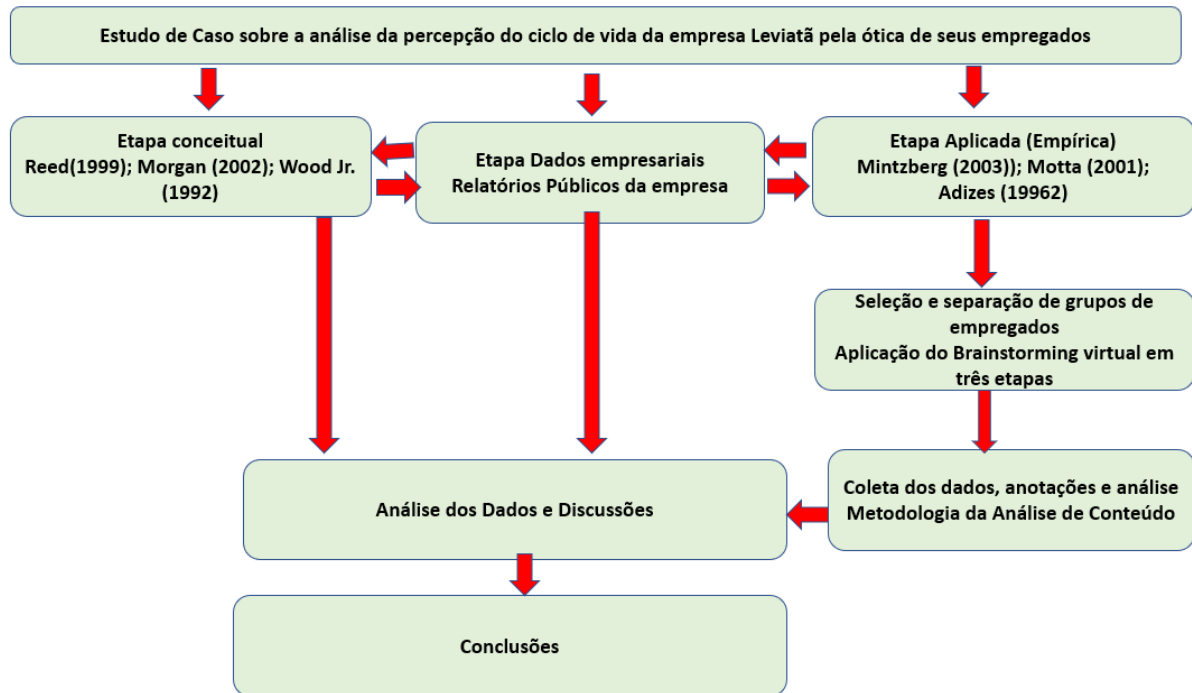 Estudo de Caso sobre a análise da percepção do ciclo de vida da empresa Leviatã pela ótica de seus empregados
Etapa conceitual
Reed(1999); Morgan (2002); Wood Jr.
(1992)
Etapa Dados empresariais
Relatórios Públicos da empresa
Etapa Aplicada (Empírica)
Mintzberg (2003)); Motta (2001);
Adizes (19962)
Seleção e separação de grupos de
empregados
Aplicação do Brainstorming virtual em
três etapas
Coleta dos dados, anotações e análise
Metodologia da Análise de Conteúdo
Análise dos Dados e Discussões
Conclusões